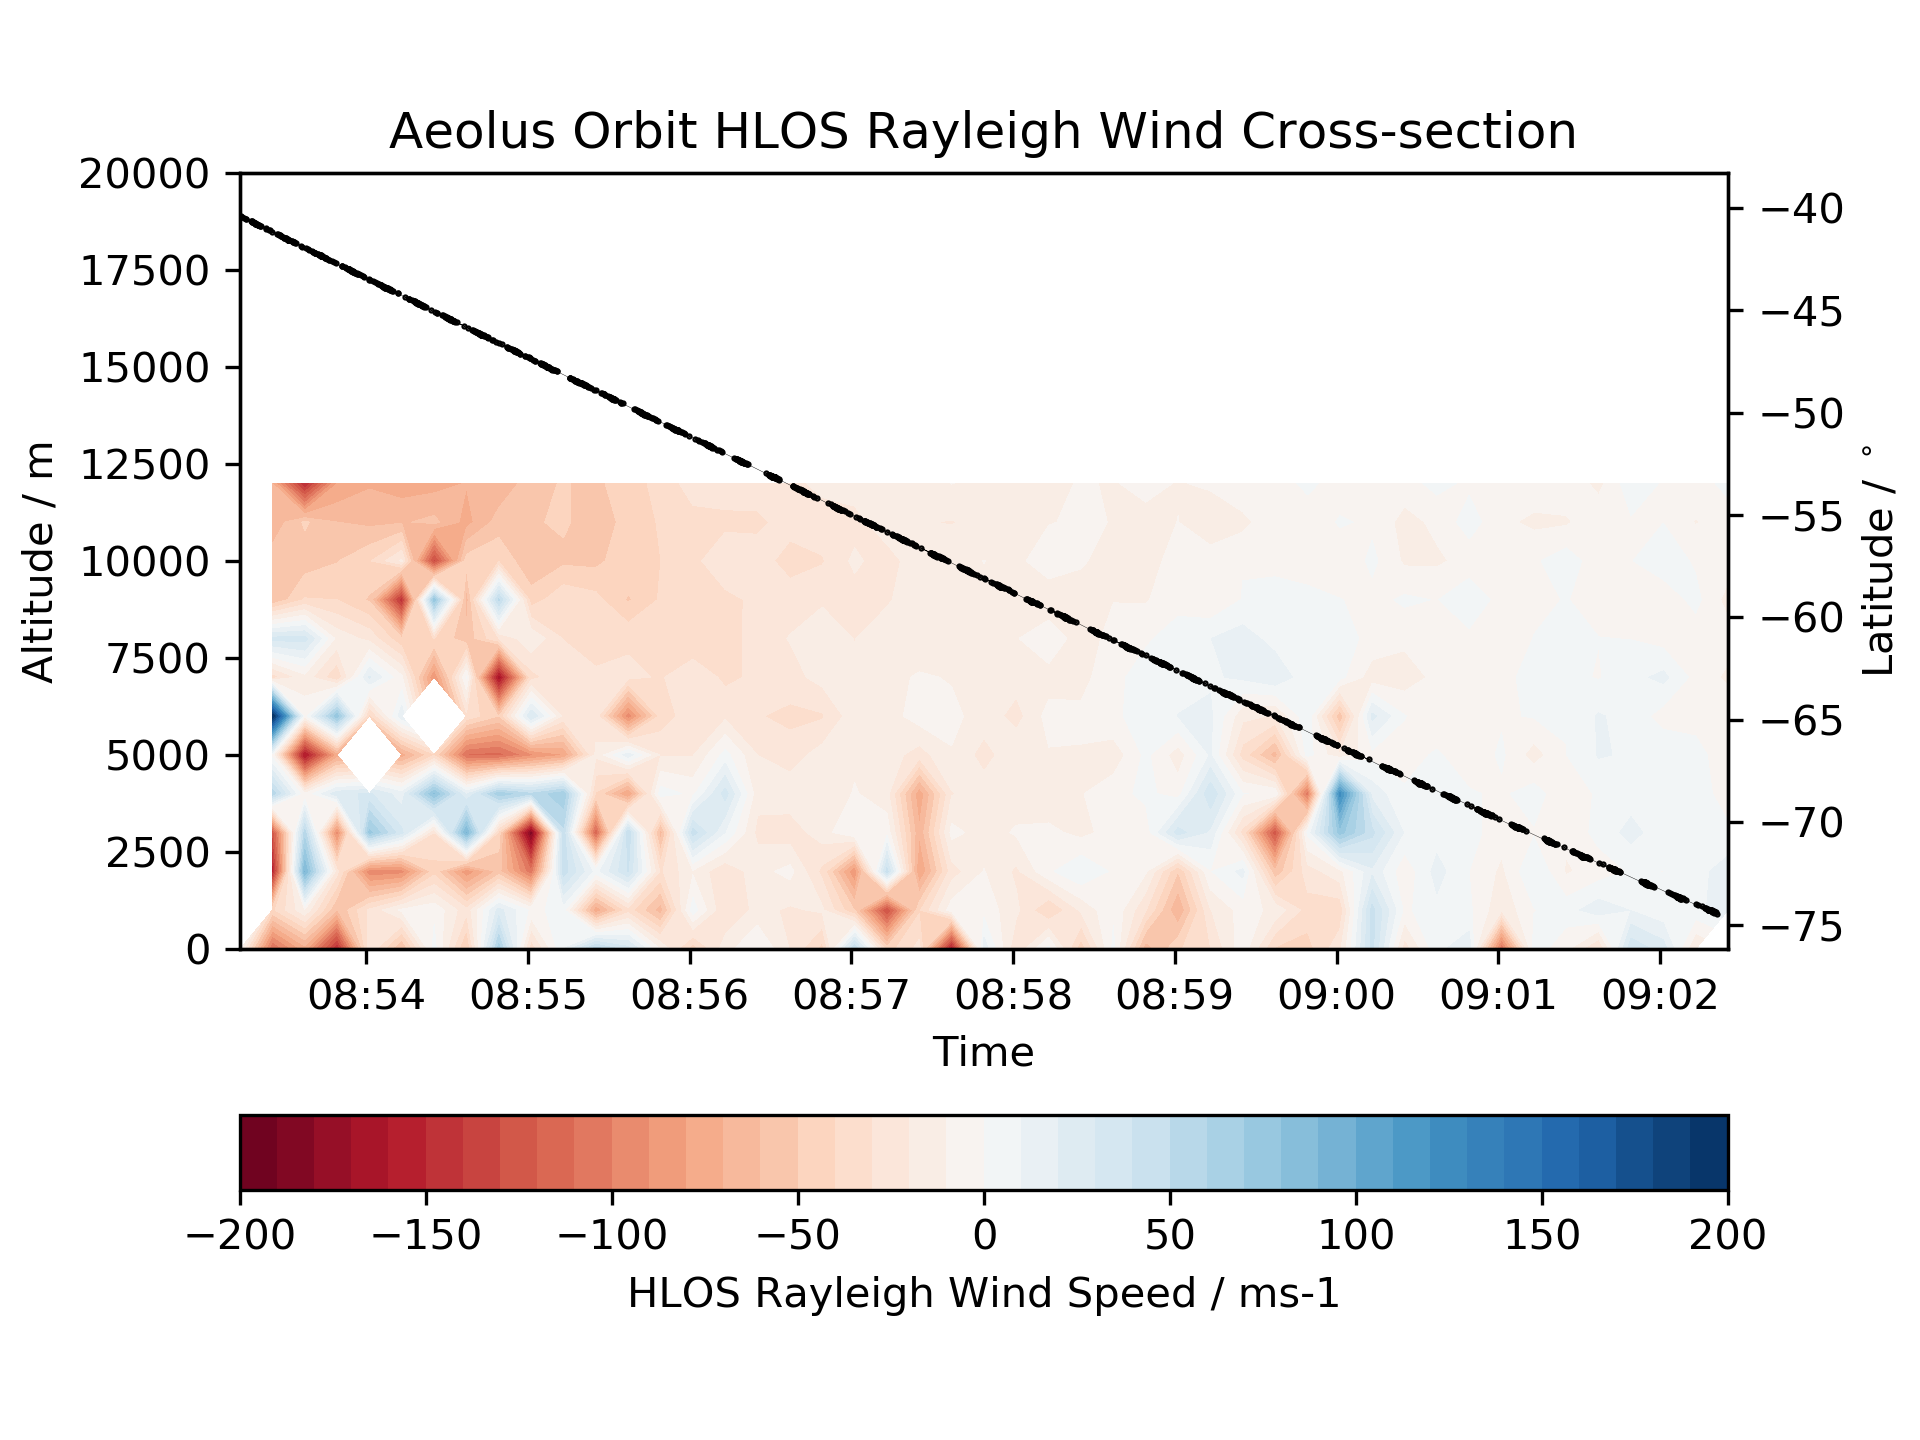 Aeolus Orbit HLOS Rayleigh Wind Cross-section
20000
17500
15000
12500
10000
7500
5000
2500
0
Altitude / m
−40
−45
−50
−55
−60
−65
−70
−75
Latitude / °
08:54 08:55 08:56 08:57 08:58 08:59 09:00 09:01 09:02
Time
−200 −150 −100 −50 0 50 100 150 200
HLOS Rayleigh Wind Speed / ms-1